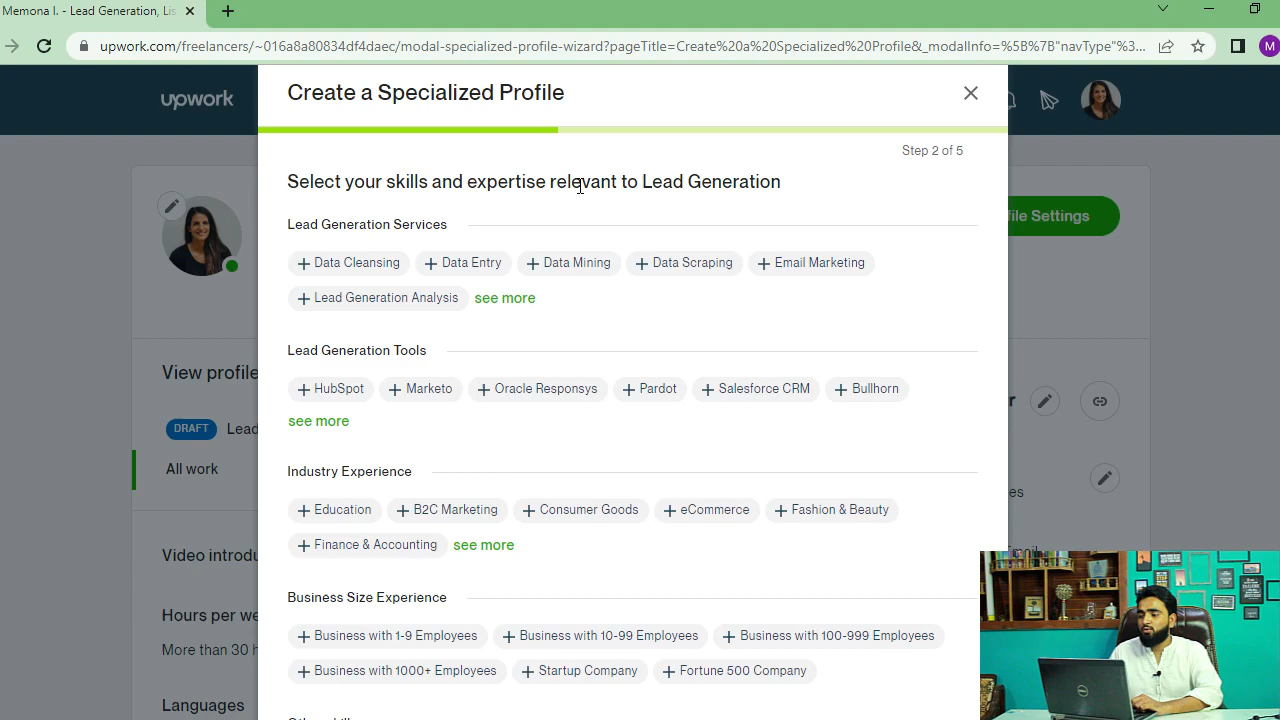 Memona I. - Lead Generation, Lis
upwork.com/freelancers/~016a8a80834df4daec/modal-specialized-profile-wizard?pageTitle=Create%20a%20Specialized%20Profile&_modalInfo=%5B%7B"navType"%3...
M
upwork
Create a Specialized Profile
Step 2 of 5
Select your skills and expertise relevant to Lead Generation
file Settings
Lead Generation Services
+ Data Cleansing + Data Entry + Data Mining + Data Scraping + Email Marketing
+ Lead Generation Analysis see more
Lead Generation Tools
View profile
+ HubSpot + Marketo + Oracle Responsys + Pardot + Salesforce CRM + Bullhorn
see more
DRAFT Lead
All work
Industry Experience
+ Education + B2C Marketing + Consumer Goods + eCommerce + Fashion & Beauty
+ Finance & Accounting see more
Video introdu
Business Size Experience
Hours per we
+ Business with 1-9 Employees + Business with 10-99 Employees + Business with 100-999 Employees
More than 30 h
+ Business with 1000+ Employees + Startup Company + Fortune 500 Company
Languages